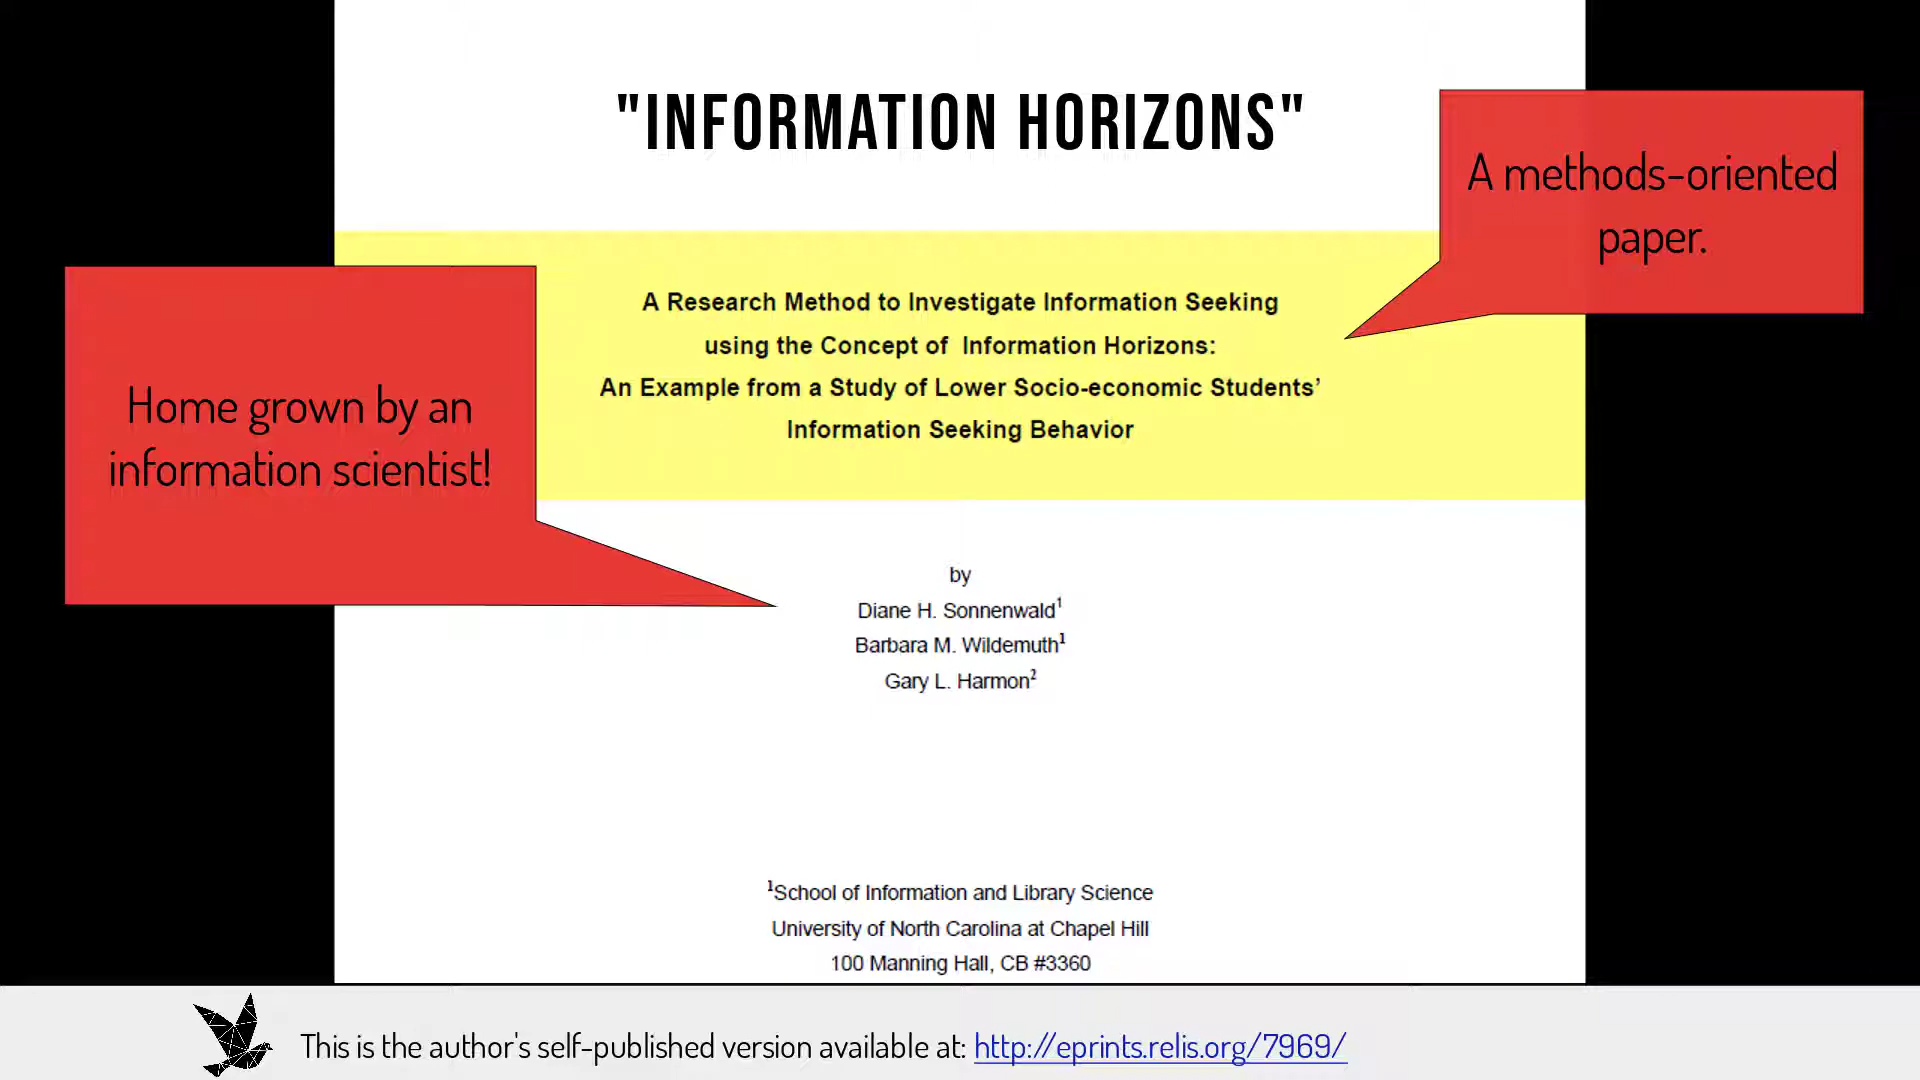 "INFORMATION HORIZONS"
A methods-oriented
paper.
A Research Method to Investigate Information Seeking
using the Concept of Information Horizons:
An Example from a Study of Lower Socio-economic Students’
Information Seeking Behavior
Home grown by an
information scientist!
by
Diane H. Sonnenwald¹
Barbara M. Wildemuth¹
Gary L. Harmon²
¹School of Information and Library Science
University of North Carolina at Chapel Hill
100 Manning Hall, CB #3360
This is the author's self-published version available at: http://eprints.relis.org/7969/